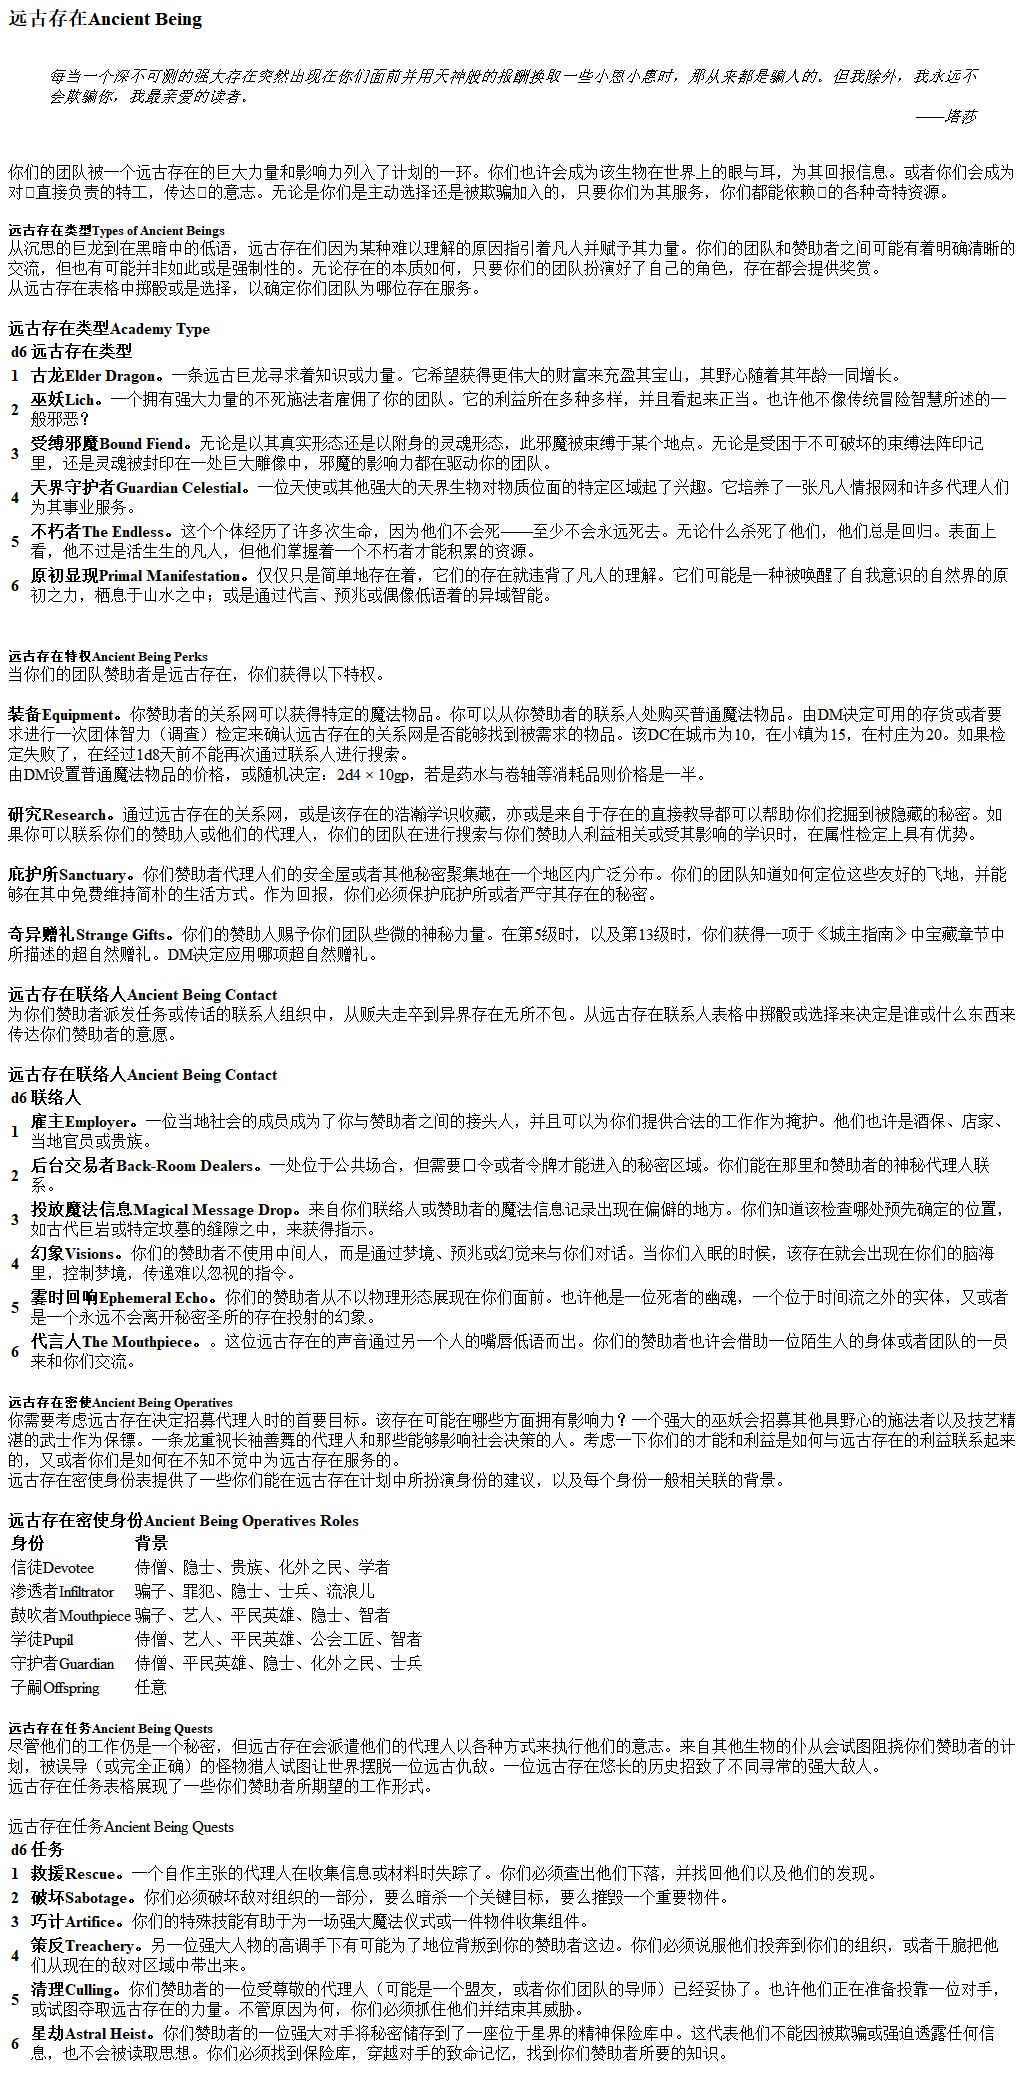 远古存在Ancient Being
每当一个深不可测的强大存在突然出现在你们面前并用天神般的报酬换取一些小恩小惠时，那从来都是骗人的。但我除外，我永远不
会欺骗你，我最亲爱的读者。
——塔莎
你们的团队被一个远古存在的巨大力量和影响力列入了计划的一环。你们也许会成为该生物在世界上的眼与耳，为其回报信息。或者你们会成为
对▯直接负责的特工，传达▯的意志。无论是你们是主动选择还是被欺骗加入的，只要你们为其服务，你们都能依赖▯的各种奇特资源。
远古存在类型Types of Ancient Beings
从沉思的巨龙到在黑暗中的低语，远古存在们因为某种难以理解的原因指引着凡人并赋予其力量。你们的团队和赞助者之间可能有着明确清晰的
交流，但也有可能并非如此或是强制性的。无论存在的本质如何，只要你们的团队扮演好了自己的角色，存在都会提供奖赏。
从远古存在表格中掷骰或是选择，以确定你们团队为哪位存在服务。
远古存在类型Academy Type
d6 远古存在类型
1 古龙Elder Dragon。一条远古巨龙寻求着知识或力量。它希望获得更伟大的财富来充盈其宝山，其野心随着其年龄一同增长。
2 巫妖Lich。一个拥有强大力量的不死施法者雇佣了你的团队。它的利益所在多种多样，并且看起来正当。也许他不像传统冒险智慧所述的一
般邪恶？
3 受缚邪魔Bound Fiend。无论是以其真实形态还是以附身的灵魂形态，此邪魔被束缚于某个地点。无论是受困于不可破坏的束缚法阵印记
里，还是灵魂被封印在一处巨大雕像中，邪魔的影响力都在驱动你的团队。
4 天界守护者Guardian Celestial。一位天使或其他强大的天界生物对物质位面的特定区域起了兴趣。它培养了一张凡人情报网和许多代理人们
为其事业服务。
5 不朽者The Endless。这个个体经历了许多次生命，因为他们不会死——至少不会永远死去。无论什么杀死了他们，他们总是回归。表面上
看，他不过是活生生的凡人，但他们掌握着一个不朽者才能积累的资源。
6 原初显现Primal Manifestation。仅仅只是简单地存在着，它们的存在就违背了凡人的理解。它们可能是一种被唤醒了自我意识的自然界的原
初之力，栖息于山水之中；或是通过代言、预兆或偶像低语着的异域智能。
远古存在特权Ancient Being Perks
当你们的团队赞助者是远古存在，你们获得以下特权。
装备Equipment。你赞助者的关系网可以获得特定的魔法物品。你可以从你赞助者的联系人处购买普通魔法物品。由DM决定可用的存货或者要
求进行一次团体智力（调查）检定来确认远古存在的关系网是否能够找到被需求的物品。该DC在城市为10，在小镇为15，在村庄为20。如果检
定失败了，在经过1d8天前不能再次通过联系人进行搜索。
由DM设置普通魔法物品的价格，或随机决定：2d4 × 10gp，若是药水与卷轴等消耗品则价格是一半。
研究Research。通过远古存在的关系网，或是该存在的浩瀚学识收藏，亦或是来自于存在的直接教导都可以帮助你们挖掘到被隐藏的秘密。如
果你可以联系你们的赞助人或他们的代理人，你们的团队在进行搜索与你们赞助人利益相关或受其影响的学识时，在属性检定上具有优势。
庇护所Sanctuary。你们赞助者代理人们的安全屋或者其他秘密聚集地在一个地区内广泛分布。你们的团队知道如何定位这些友好的飞地，并能
够在其中免费维持简朴的生活方式。作为回报，你们必须保护庇护所或者严守其存在的秘密。
奇异赠礼Strange Gifts。你们的赞助人赐予你们团队些微的神秘力量。在第5级时，以及第13级时，你们获得一项于《城主指南》中宝藏章节中
所描述的超自然赠礼。DM决定应用哪项超自然赠礼。
远古存在联络人Ancient Being Contact
为你们赞助者派发任务或传话的联系人组织中，从贩夫走卒到异界存在无所不包。从远古存在联系人表格中掷骰或选择来决定是谁或什么东西来
传达你们赞助者的意愿。
远古存在联络人Ancient Being Contact
d6 联络人
1 雇主Employer。一位当地社会的成员成为了你与赞助者之间的接头人，并且可以为你们提供合法的工作作为掩护。他们也许是酒保、店家、
当地官员或贵族。
2 后台交易者Back-Room Dealers。一处位于公共场合，但需要口令或者令牌才能进入的秘密区域。你们能在那里和赞助者的神秘代理人联
系。
3 投放魔法信息Magical Message Drop。来自你们联络人或赞助者的魔法信息记录出现在偏僻的地方。你们知道该检查哪处预先确定的位置，
如古代巨岩或特定坟墓的缝隙之中，来获得指示。
4 幻象Visions。你们的赞助者不使用中间人，而是通过梦境、预兆或幻觉来与你们对话。当你们入眠的时候，该存在就会出现在你们的脑海
里，控制梦境，传递难以忽视的指令。
5 霎时回响Ephemeral Echo。你们的赞助者从不以物理形态展现在你们面前。也许他是一位死者的幽魂，一个位于时间流之外的实体，又或者
是一个永远不会离开秘密圣所的存在投射的幻象。
6 代言人The Mouthpiece。。这位远古存在的声音通过另一个人的嘴唇低语而出。你们的赞助者也许会借助一位陌生人的身体或者团队的一员
来和你们交流。
远古存在密使Ancient Being Operatives
你需要考虑远古存在决定招募代理人时的首要目标。该存在可能在哪些方面拥有影响力？一个强大的巫妖会招募其他具野心的施法者以及技艺精
湛的武士作为保镖。一条龙重视长袖善舞的代理人和那些能够影响社会决策的人。考虑一下你们的才能和利益是如何与远古存在的利益联系起来
的，又或者你们是如何在不知不觉中为远古存在服务的。
远古存在密使身份表提供了一些你们能在远古存在计划中所扮演身份的建议，以及每个身份一般相关联的背景。
远古存在密使身份Ancient Being Operatives Roles
身份 背景
信徒Devotee 侍僧、隐士、贵族、化外之民、学者
渗透者Infiltrator 骗子、罪犯、隐士、士兵、流浪儿
鼓吹者Mouthpiece 骗子、艺人、平民英雄、隐士、智者
学徒Pupil 侍僧、艺人、平民英雄、公会工匠、智者
守护者Guardian 侍僧、平民英雄、隐士、化外之民、士兵
子嗣Offspring 任意
远古存在任务Ancient Being Quests
尽管他们的工作仍是一个秘密，但远古存在会派遣他们的代理人以各种方式来执行他们的意志。来自其他生物的仆从会试图阻挠你们赞助者的计
划，被误导（或完全正确）的怪物猎人试图让世界摆脱一位远古仇敌。一位远古存在悠长的历史招致了不同寻常的强大敌人。
远古存在任务表格展现了一些你们赞助者所期望的工作形式。
远古存在任务Ancient Being Quests
d6 任务
1 救援Rescue。一个自作主张的代理人在收集信息或材料时失踪了。你们必须查出他们下落，并找回他们以及他们的发现。
2 破坏Sabotage。你们必须破坏敌对组织的一部分，要么暗杀一个关键目标，要么摧毁一个重要物件。
3 巧计Artifice。你们的特殊技能有助于为一场强大魔法仪式或一件物件收集组件。
4 策反Treachery。另一位强大人物的高调手下有可能为了地位背叛到你的赞助者这边。你们必须说服他们投奔到你们的组织，或者干脆把他
们从现在的敌对区域中带出来。
5 清理Culling。你们赞助者的一位受尊敬的代理人（可能是一个盟友，或者你们团队的导师）已经妥协了。也许他们正在准备投靠一位对手，
或试图夺取远古存在的力量。不管原因为何，你们必须抓住他们并结束其威胁。
6 星劫Astral Heist。你们赞助者的一位强大对手将秘密储存到了一座位于星界的精神保险库中。这代表他们不能因被欺骗或强迫透露任何信
息，也不会被读取思想。你们必须找到保险库，穿越对手的致命记忆，找到你们赞助者所要的知识。